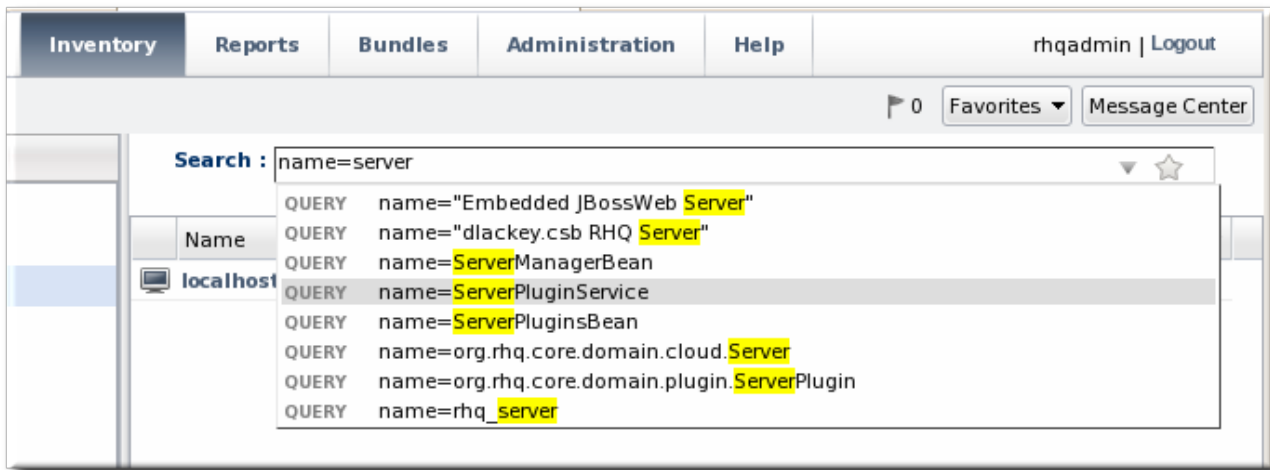 Inventory Reports Bundles Administration Help rhqadmin | Logout
0 Favorites Message Center
Search : name=server
QUERY name="Embedded JBossWeb Server"
QUERY name="dlackey.csb RHQ Server"
Name
QUERY name=ServerManagerBean
localhost
QUERY name=ServerPluginService
QUERY name=ServerPluginsBean
QUERY name=org.rhq.core.domain.cloud.Server
QUERY name=org.rhq.core.domain.plugin.ServerPlugin
QUERY name=rhq_server